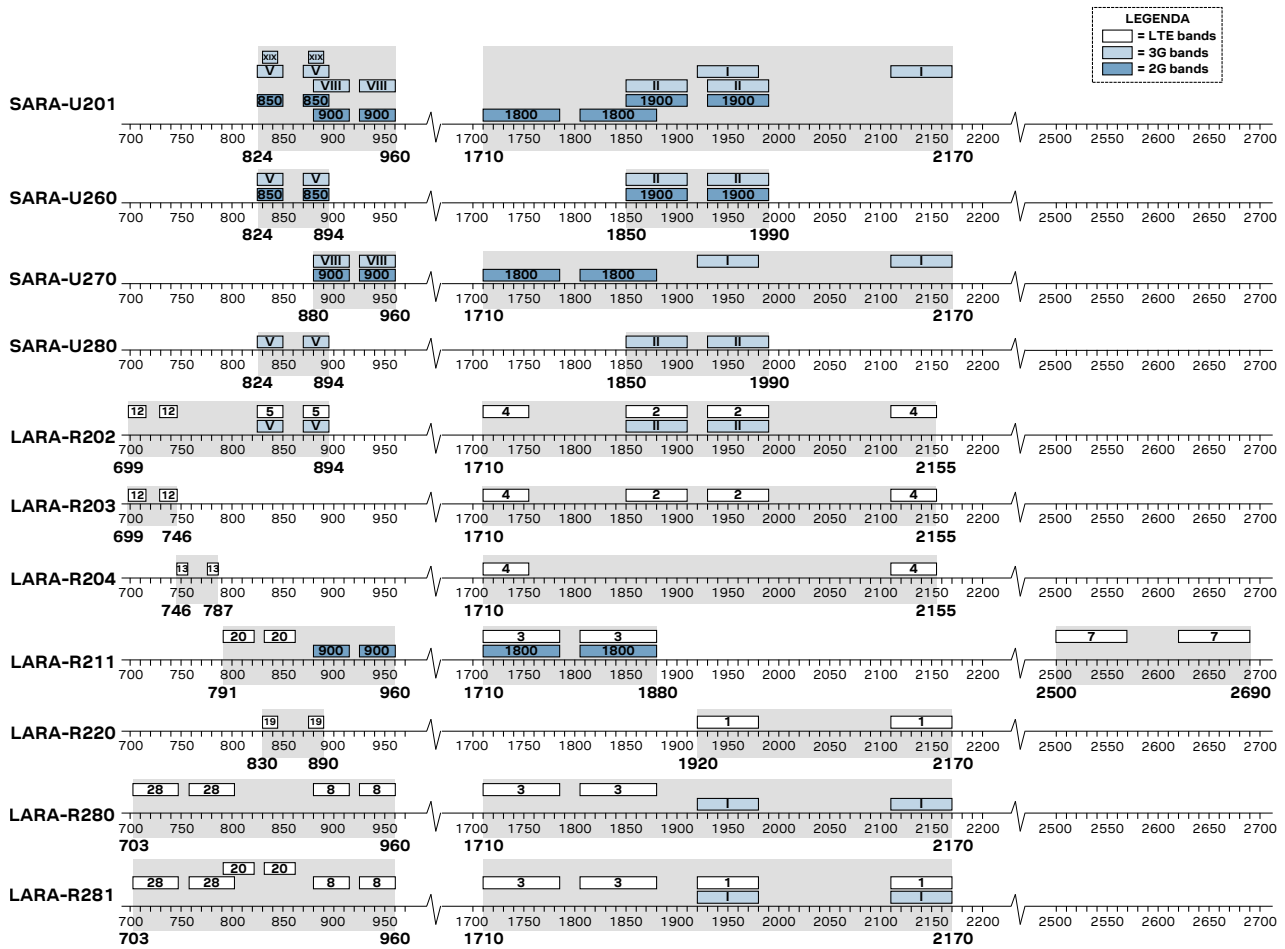 LEGENDA
= LTE bands
= 3G bands
= 2G bands
XIX XIX
V V I I
VIII VIII II II
850 850 1900 1900
SARA-U201
900 900 1800 1800
700 750 800 850 900 950 1700 1750 1800 1850 1900 1950 2000 2050 2100 2150 2200 2500 2550 2600 2650 2700
824 960 1710 2170
V V II II
SARA-U260
850 850 1900 1900
700 750 800 850 900 950 1700 1750 1800 1850 1900 1950 2000 2050 2100 2150 2200 2500 2550 2600 2650 2700
824 894 1850 1990
VIII VIII I I
SARA-U270
900 900 1800 1800
700 750 800 850 900 950 1700 1750 1800 1850 1900 1950 2000 2050 2100 2150 2200 2500 2550 2600 2650 2700
880 960 1710 2170
SARA-U280
V V II II
700 750 800 850 900 950 1700 1750 1800 1850 1900 1950 2000 2050 2100 2150 2200 2500 2550 2600 2650 2700
824 894 1850 1990
12 12 5 5 4 2 2 4
LARA-R202
V V II II
700 750 800 850 900 950 1700 1750 1800 1850 1900 1950 2000 2050 2100 2150 2200 2500 2550 2600 2650 2700
699 894 1710 2155
12 12 4 2 2 4
LARA-R203
700 750 800 850 900 950 1700 1750 1800 1850 1900 1950 2000 2050 2100 2150 2200 2500 2550 2600 2650 2700
699 746 1710 2155
13 13 4 4
LARA-R204
700 750 800 850 900 950 1700 1750 1800 1850 1900 1950 2000 2050 2100 2150 2200 2500 2550 2600 2650 2700
746 787 1710 2155
20 20 3 3 7 7
LARA-R211
900 900 1800 1800
700 750 800 850 900 950 1700 1750 1800 1850 1900 1950 2000 2050 2100 2150 2200 2500 2550 2600 2650 2700
791 960 1710 1880 2500 2690
19 19 1 1
LARA-R220
700 750 800 850 900 950 1700 1750 1800 1850 1900 1950 2000 2050 2100 2150 2200 2500 2550 2600 2650 2700
830 890 1920 2170
28 28 8 8 3 3
I I
LARA-R280
700 750 800 850 900 950 1700 1750 1800 1850 1900 1950 2000 2050 2100 2150 2200 2500 2550 2600 2650 2700
703 960 1710 2170
20 20
28 28 8 8 3 3 1 1
LARA-R281
I I
700 750 800 850 900 950 1700 1750 1800 1850 1900 1950 2000 2050 2100 2150 2200 2500 2550 2600 2650 2700
703 960 1710 2170